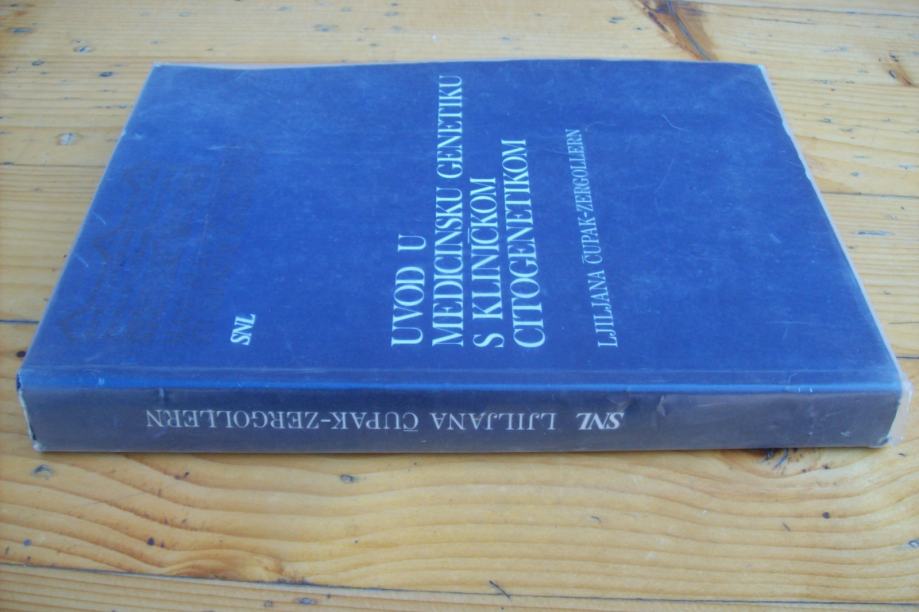 SNL
UVOD U
MEDICINSKU GENETIKU
S KLINIČKOM
CITOGENETIKOM
LJILJANA ČUPAK-ZERGOLLERN
SNL LJILJANA ČUPAK-ZERGOLLERN